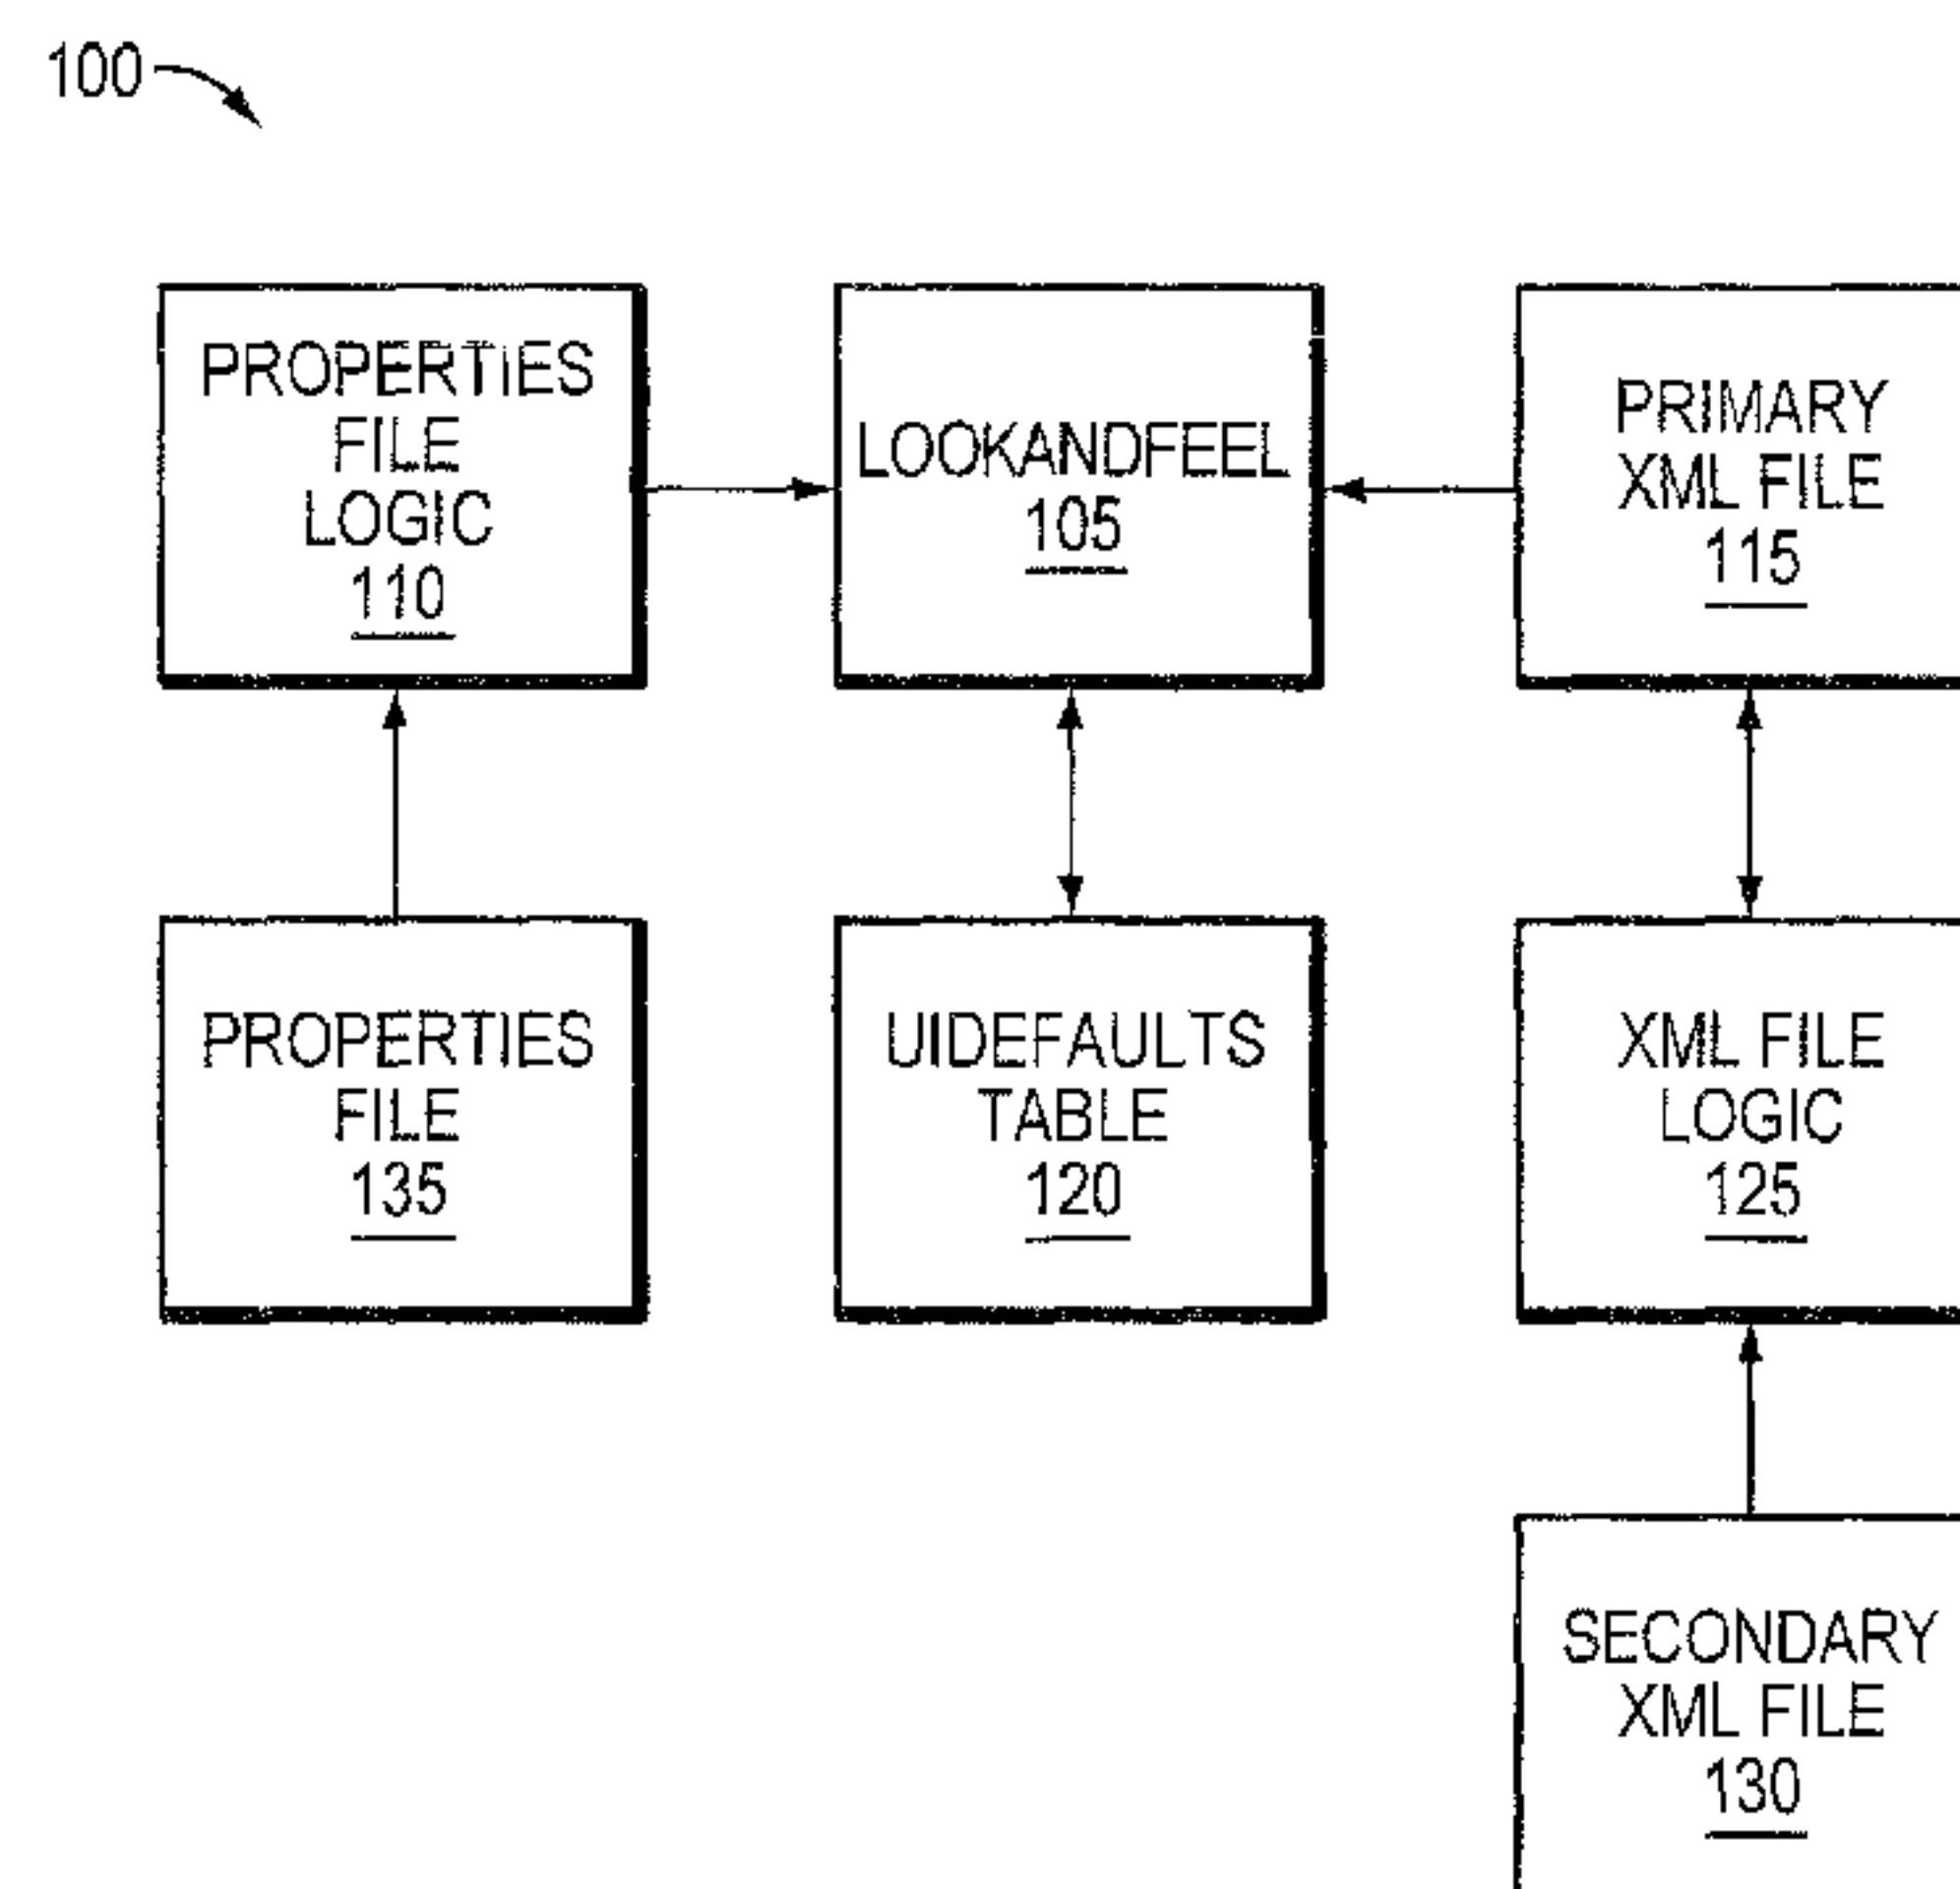 100
PROPERTIES
FILE
LOGIC
110
LOOKANDFEEL
105
PRIMARY
XML FILE
115
PROPERTIES
FILE
135
UIDEFAULTS
TABLE
120
XML FILE
LOGIC
125
SECONDARY
XML FILE
130